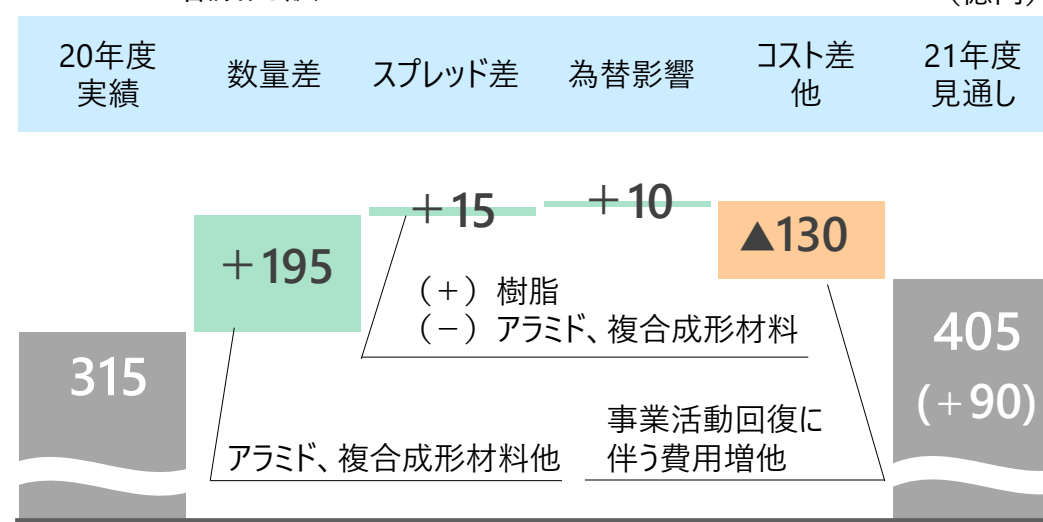 (億円)
20年度
実績
数量差
スプレッド差
為替影響
コスト差
他
21年度
見通し
+195
+15
+10
▲130
(+) 樹脂
(-) アラミド、複合成形材料
315
405
(+90)
アラミド、複合成形材料他
事業活動回復に
伴う費用増他